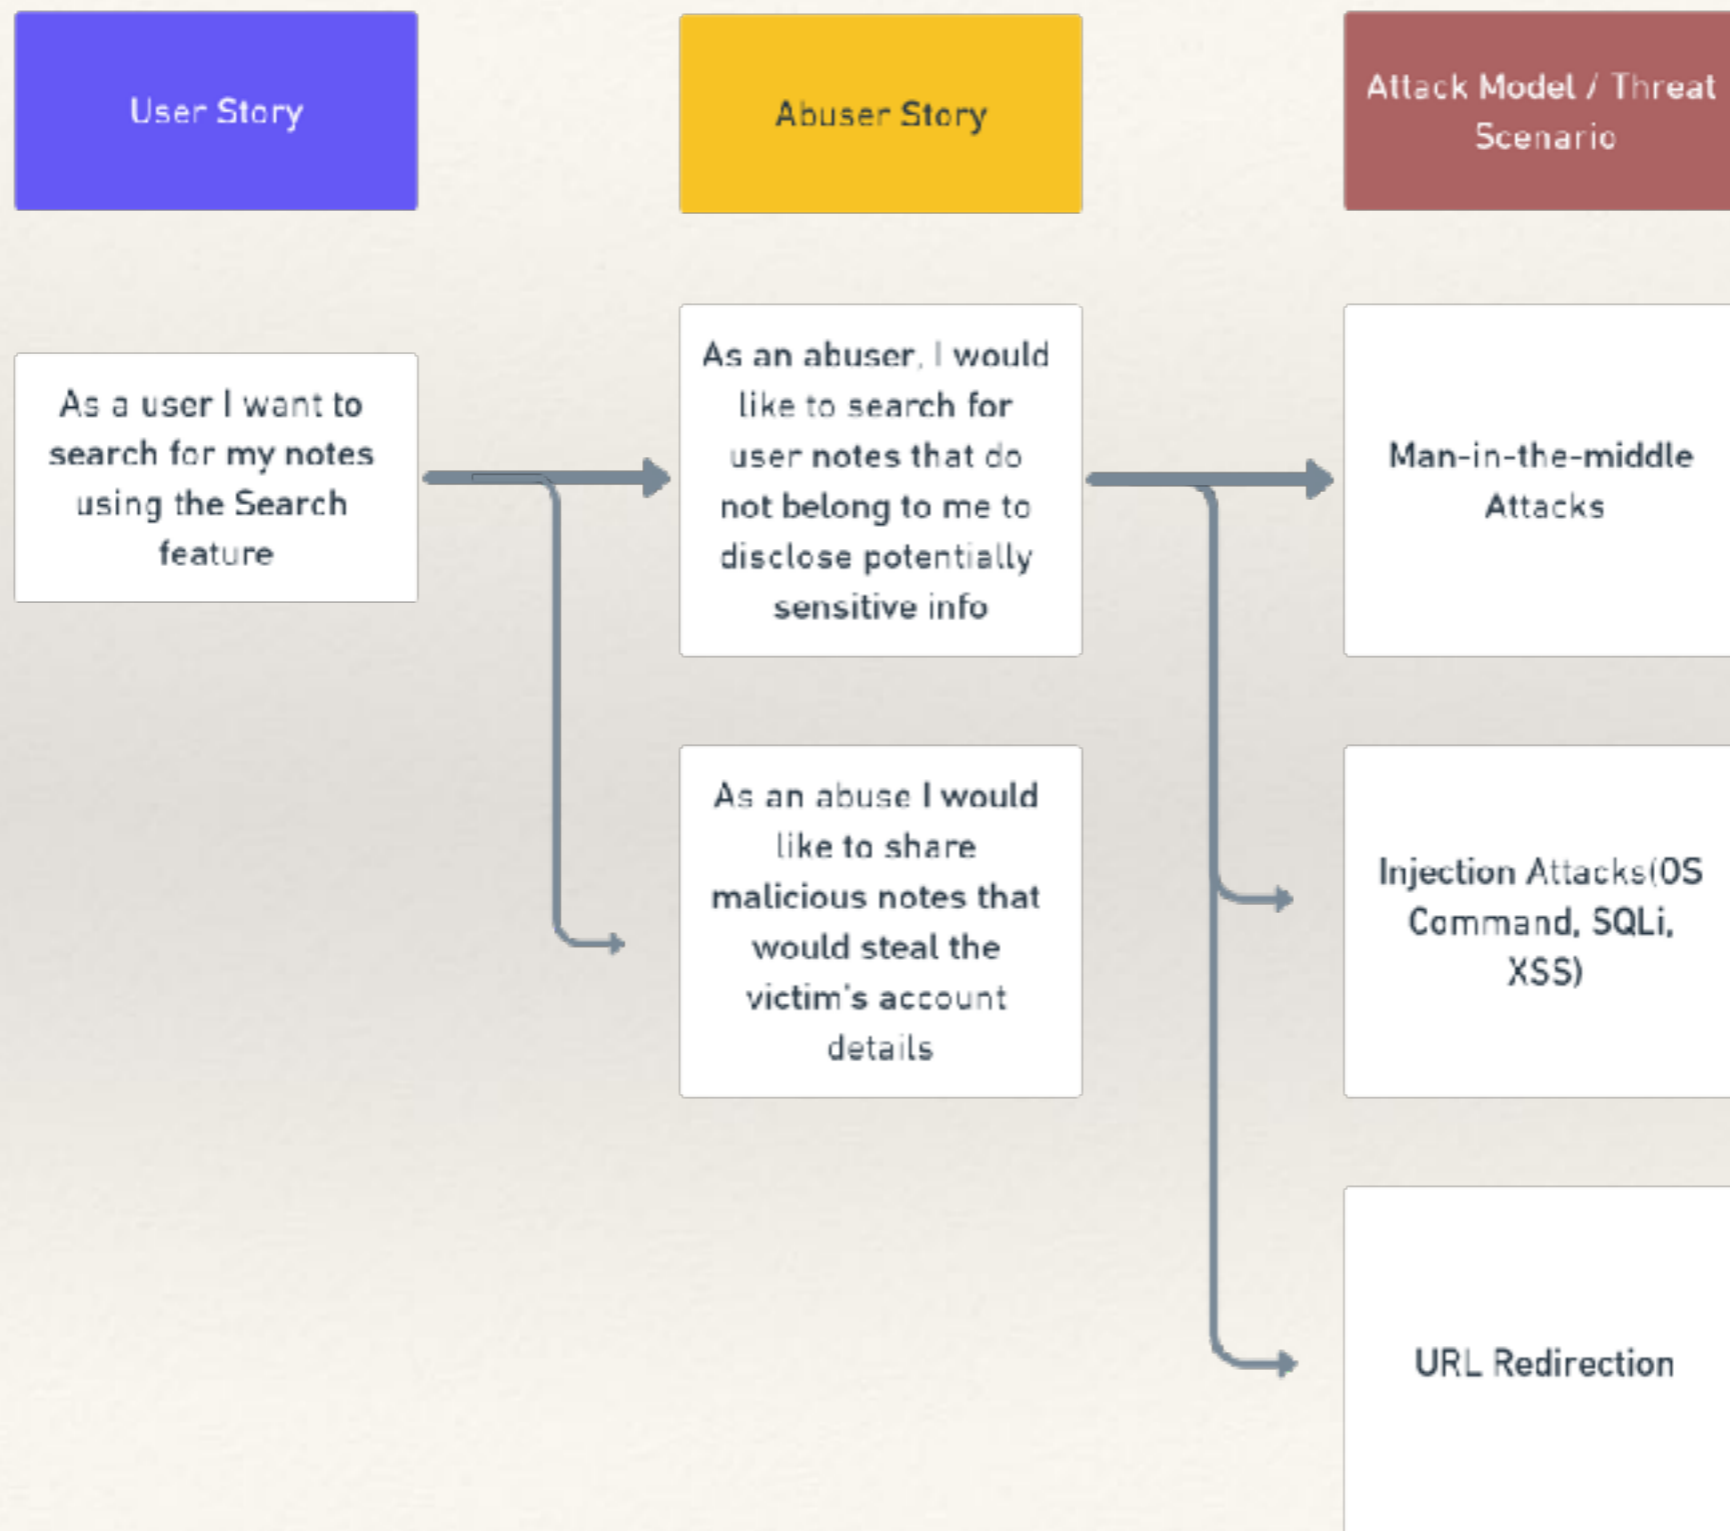 User Story
Abuser Story
Attack Model / Threat
Scenario
As a user I want to
search for my notes
using the Search
feature
As an abuser, I would
like to search for
user notes that do
not belong to me to
disclose potentially
sensitive info
Man-in-the-middle
Attacks
As an abuse I would
like to share
malicious notes that
would steal the
victim's account
details
Injection Attacks(OS
Command, SQLi,
XSS)
URL Redirection